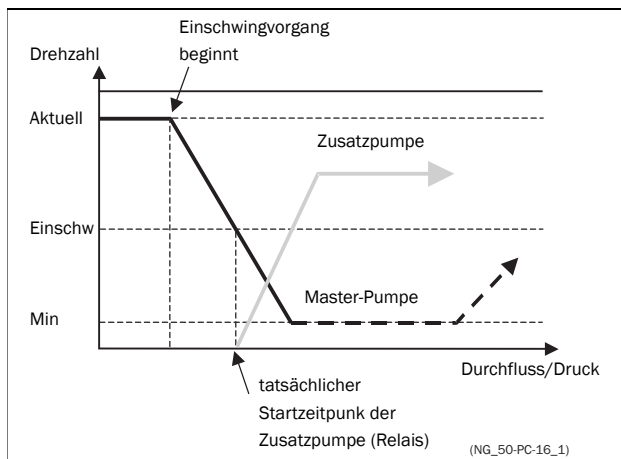 Einschwingvorgang
beginnt
Drehzahl
Aktuell
Zusatzpumpe
Einschw
Master-Pumpe
Min
Durchfluss/Druck
tatsächlicher
Startzeitpunk der
Zusatzpumpe (Relais)
(NG_50-PC-16_1)